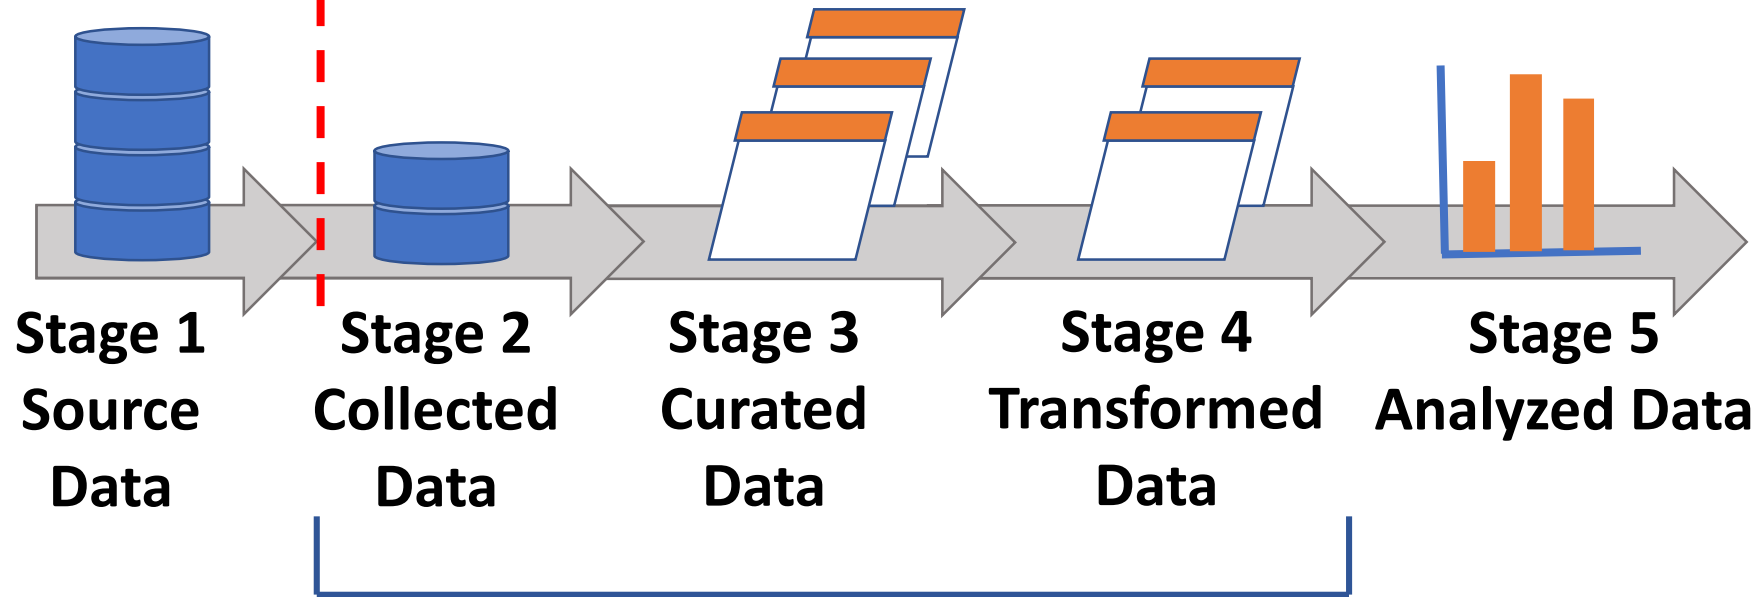 Stage 1
Source
Data
Stage 2
Collected
Data
Stage 3
Curated
Data
Stage 4
Transformed
Data
Stage 5
Analyzed Data